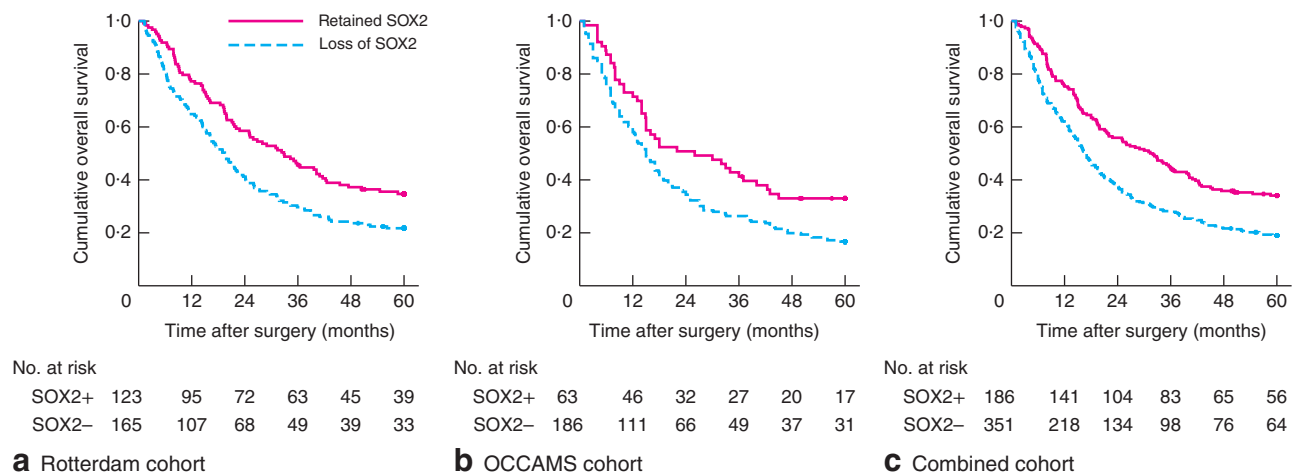 Retained SOX2
Loss of SOX2
Cumulative overall survival
1·0
0·8
0·6
0·4
0·2
0 12 24 36 48 60
Time after surgery (months)
No. at risk
SOX2+ 123 95 72 63 45 39
SOX2– 165 107 68 49 39 33
a Rotterdam cohort
Cumulative overall survival
1·0
0·8
0·6
0·4
0·2
0 12 24 36 48 60
Time after surgery (months)
No. at risk
SOX2+ 63 46 32 27 20 17
SOX2– 186 111 66 49 37 31
b OCCAMS cohort
Cumulative overall survival
1·0
0·8
0·6
0·4
0·2
0 12 24 36 48 60
Time after surgery (months)
No. at risk
SOX2+ 186 141 104 83 65 56
SOX2– 351 218 134 98 76 64
c Combined cohort